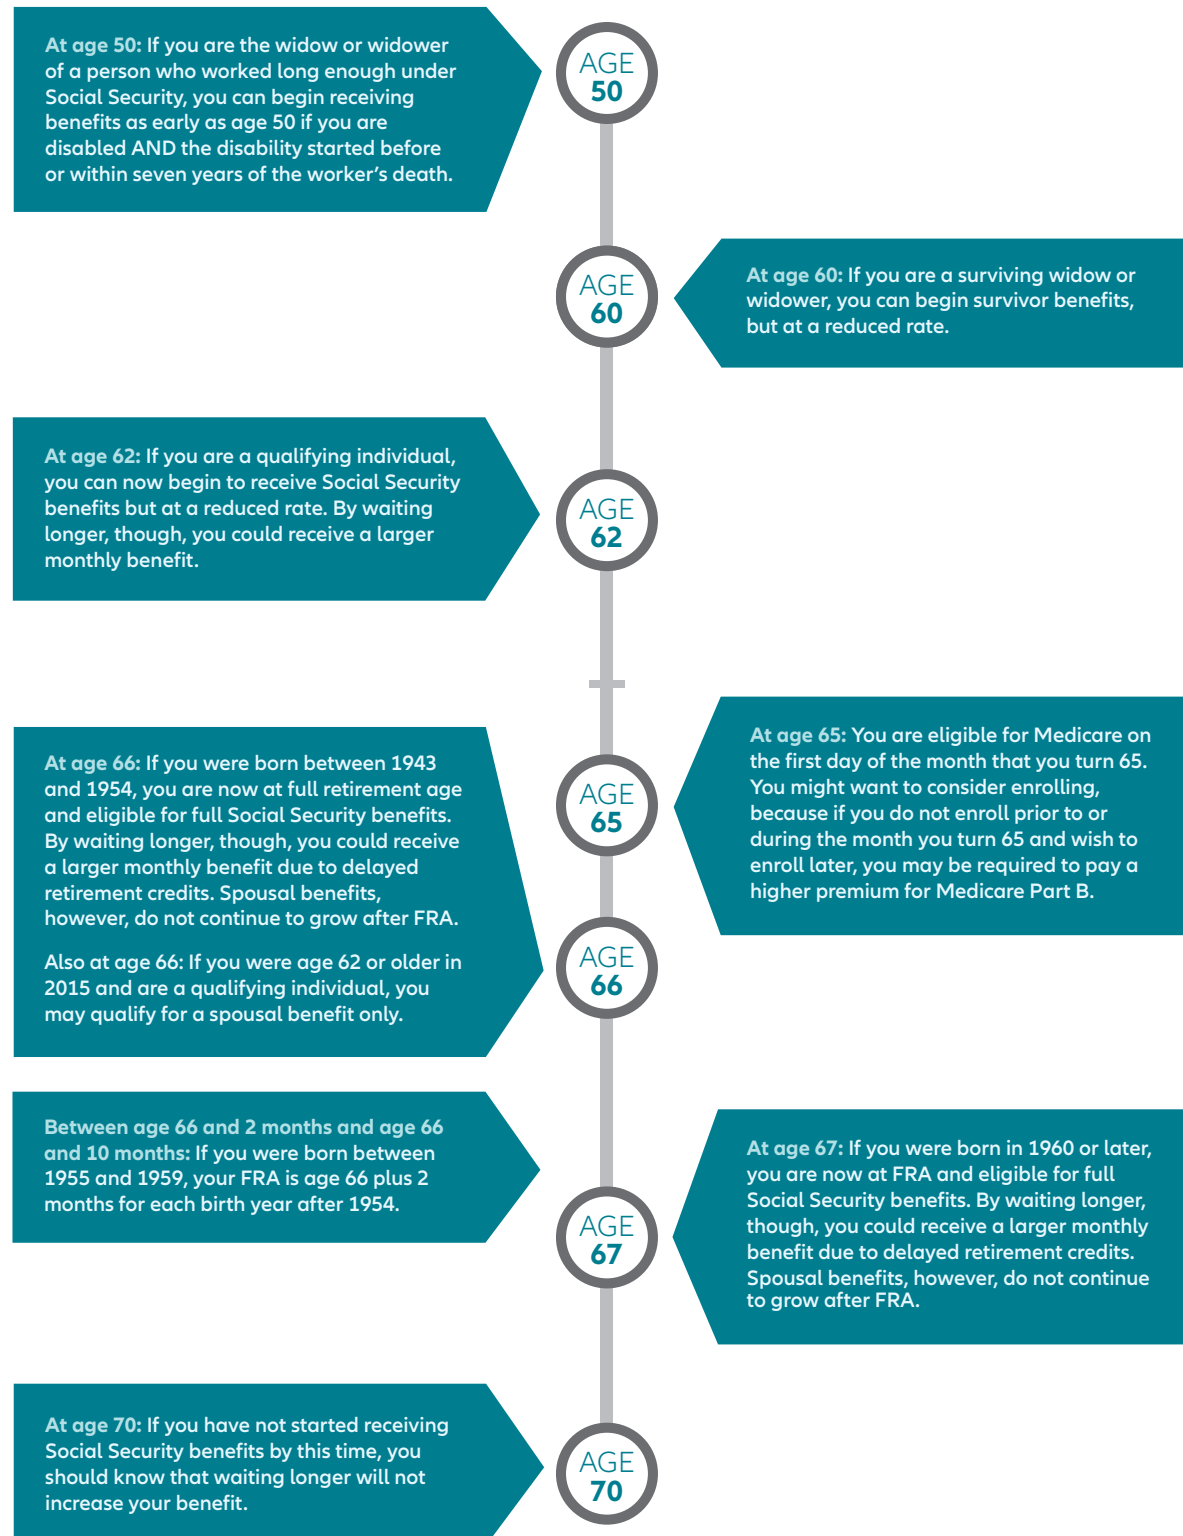 At age 50: If you are the widow or widower
of a person who worked long enough under
Social Security, you can begin receiving
benefits as early as age 50 if you are
disabled AND the disability started before
or within seven years of the worker’s death.
AGE
50
AGE
60
At age 60: If you are a surviving widow or
widower, you can begin survivor benefits,
but at a reduced rate.
At age 62: If you are a qualifying individual,
you can now begin to receive Social Security
benefits but at a reduced rate. By waiting
longer, though, you could receive a larger
monthly benefit.
AGE
62
At age 65: You are eligible for Medicare on
the first day of the month that you turn 65.
You might want to consider enrolling,
because if you do not enroll prior to or
during the month you turn 65 and wish to
enroll later, you may be required to pay a
higher premium for Medicare Part B.
AGE
65
At age 66: If you were born between 1943
and 1954, you are now at full retirement age
and eligible for full Social Security benefits.
By waiting longer, though, you could receive
a larger monthly benefit due to delayed
retirement credits. Spousal benefits,
however, do not continue to grow after FRA.
Also at age 66: If you were age 62 or older in
2015 and are a qualifying individual, you
may qualify for a spousal benefit only.
AGE
66
Between age 66 and 2 months and age 66
and 10 months: If you were born between
1955 and 1959, your FRA is age 66 plus 2
months for each birth year after 1954.
AGE
67
At age 67: If you were born in 1960 or later,
you are now at FRA and eligible for full
Social Security benefits. By waiting longer,
though, you could receive a larger monthly
benefit due to delayed retirement credits.
Spousal benefits, however, do not continue
to grow after FRA.
At age 70: If you have not started receiving
Social Security benefits by this time, you
should know that waiting longer will not
increase your benefit.
AGE
70